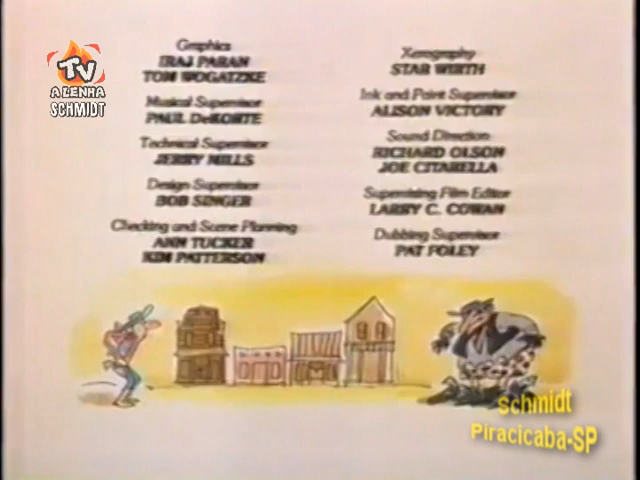 TV
A LENHA
SCHMIDT
Graphics
IRAJ PARAN
TOM WOGATZKE
Musical Supervisor
PAUL DeKORTE
Technical Supervisor
JERRY MILLS
Design Supervisor
BOB SINGER
Checking and Scene Planning
ANN TUCKER
KIM PATTERSON
Xerography
STAR WIRTH
Ink and Paint Supervisor
ALISON VICTORY
Sound Direction
RICHARD OLSON
JOE CITARELLA
Supervising Film Editor
LARRY C. COWAN
Dubbing Supervisor
PAT FOLEY
Schmidt
Piracicaba-SP